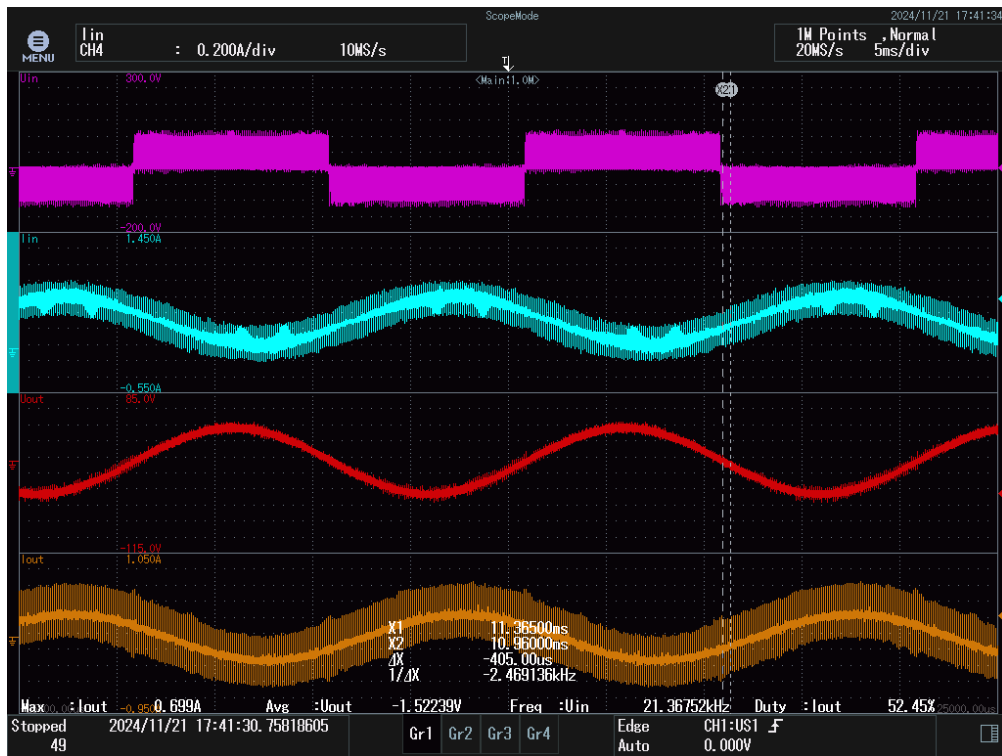 ScopeMode
2024/11/21 17:41:34
MENU
Iin
CH4 : 0.200A/div 10MS/s
1M Points ,Normal
20MS/s 5ms/div
T
Uin 300.0V
<Main:1.0M>
X2
-200.0V
Iin 1.450A
-0.550A
Uout 85.0V
-115.0V
Iout 1.050A
X1 11.36500ms
X2 10.96000ms
ΔX -405.00us
1/ΔX -2.469136kHz
Max :Iout 0.699A Avg :Uout -1.52239V Freq :Uin 21.36752kHz Duty :Iout 52.45%
Stopped 2024/11/21 17:41:30.75818605
49
Gr1 Gr2 Gr3 Gr4
Edge CH1:US1
Auto 0.000V